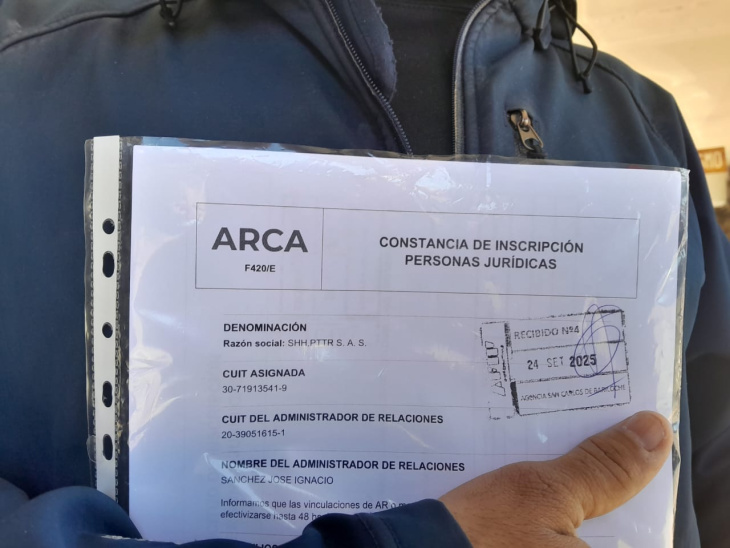 ARCA
F420/E
CONSTANCIA DE INSCRIPCIÓN
PERSONAS JURÍDICAS
DENOMINACIÓN
Razón social: SHH PTTR S. A. S.
RECIBIDO Nº4
24 SET 2025
AGENCIA SAN CARLOS DE BARILOCHE
CUIT ASIGNADA
30-71913541-9
CUIT DEL ADMINISTRADOR DE RELACIONES
20-39051615-1
NOMBRE DEL ADMINISTRADOR DE RELACIONES
SANCHEZ JOSE IGNACIO
Informamos que las vinculaciones de
efectivizarse hasta 48